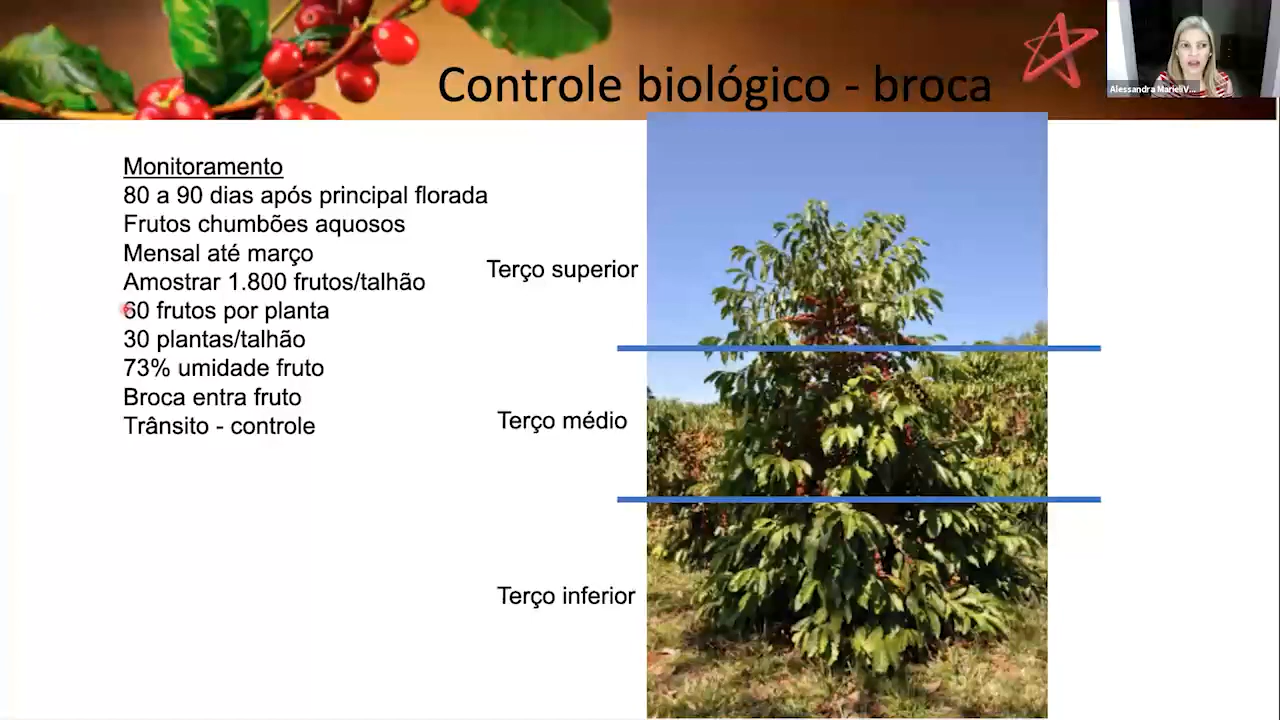 Controle biológico - broca
Alessandra MarieliV...
Monitoramento
80 a 90 dias após principal florada
Frutos chumbões aquosos
Mensal até março
Amostrar 1.800 frutos/talhão
60 frutos por planta
30 plantas/talhão
73% umidade fruto
Broca entra fruto
Trânsito - controle
Terço superior
Terço médio
Terço inferior